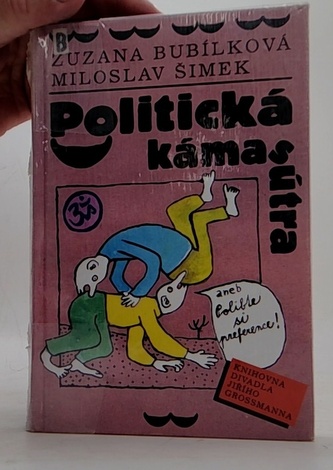 B
ZUZANA BUBÍLKOVÁ
MILOSLAV ŠIMEK
Politická
kámasútra
aneb
Polibte
si
preference!
KNIHOVNA
DIVADLA
JIŘÍHO
GROSSMANNA